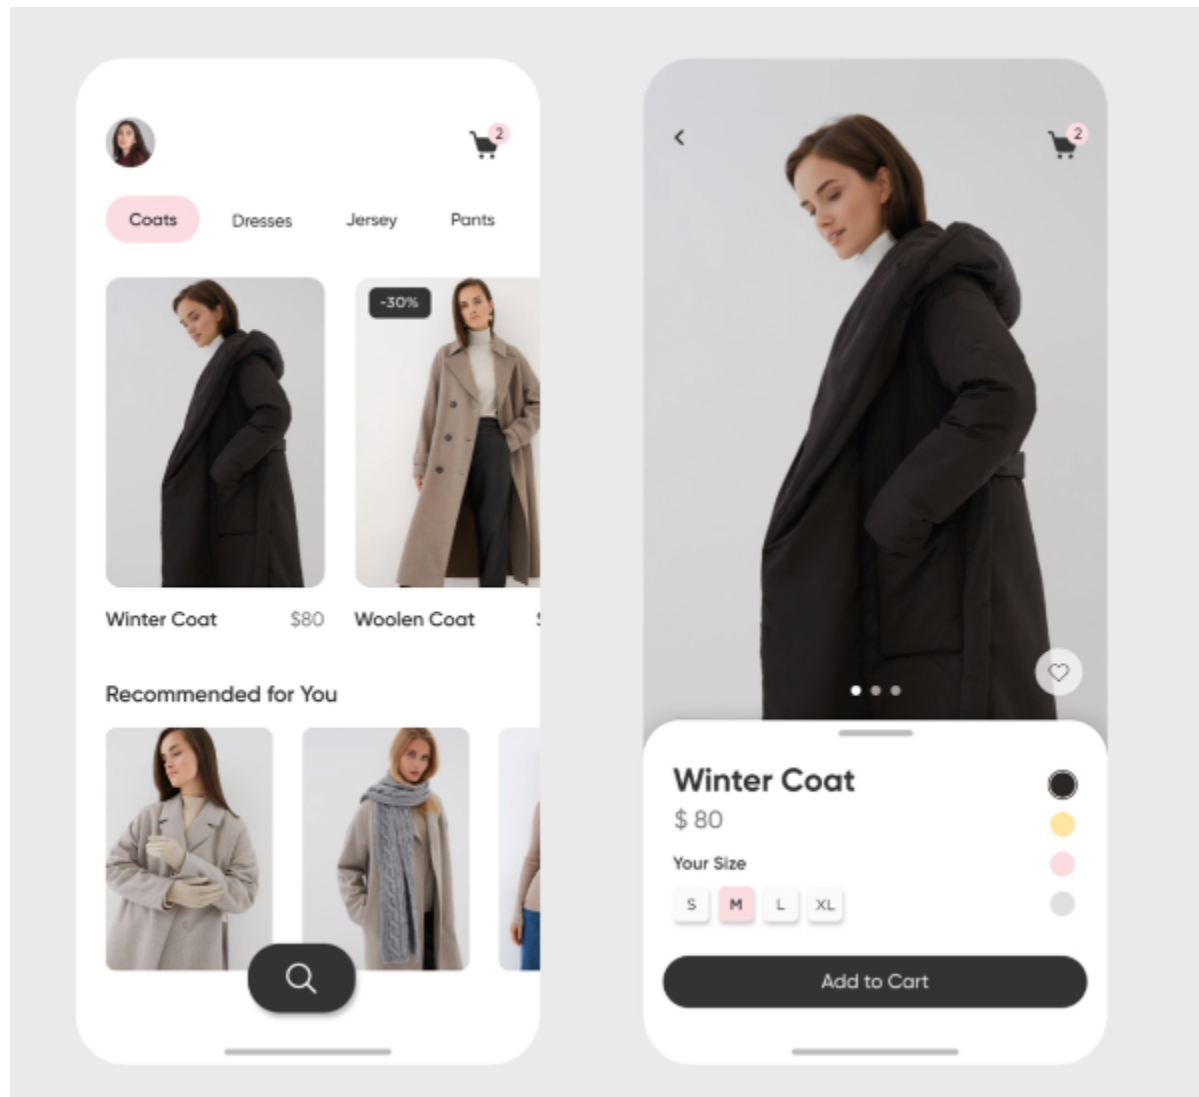 2
Coats Dresses Jersey Pants
-30%
Winter Coat $80 Woolen Coat
Recommended for You
2
Winter Coat
$ 80
Your Size
S M L XL
Add to Cart